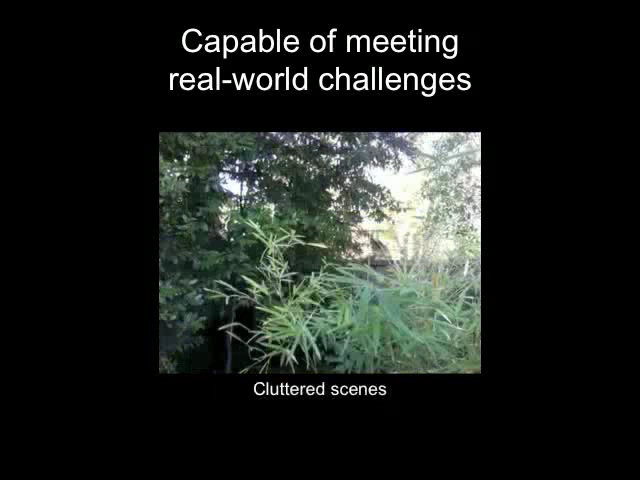 Capable of meeting
real-world challenges
Cluttered scenes